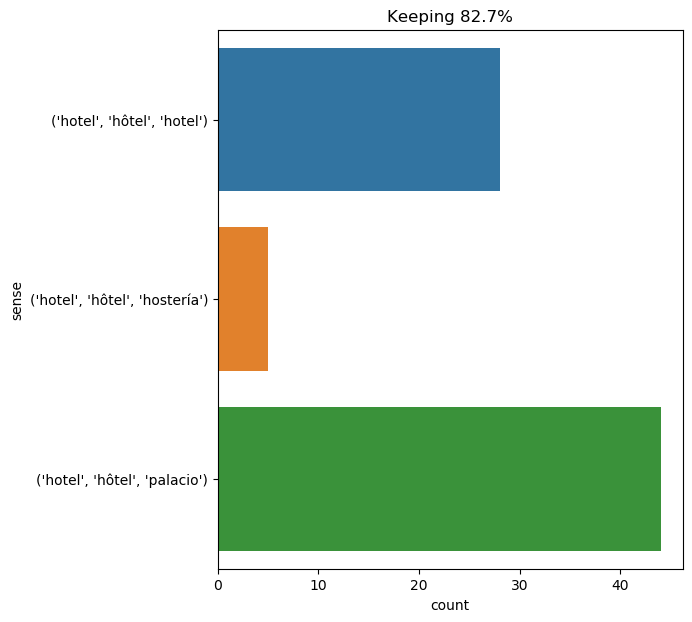 Keeping 82.7%
('hotel', 'hôtel', 'hotel')
('hotel', 'hôtel', 'hostería')
('hotel', 'hôtel', 'palacio')
sense
0 10 20 30 40
count